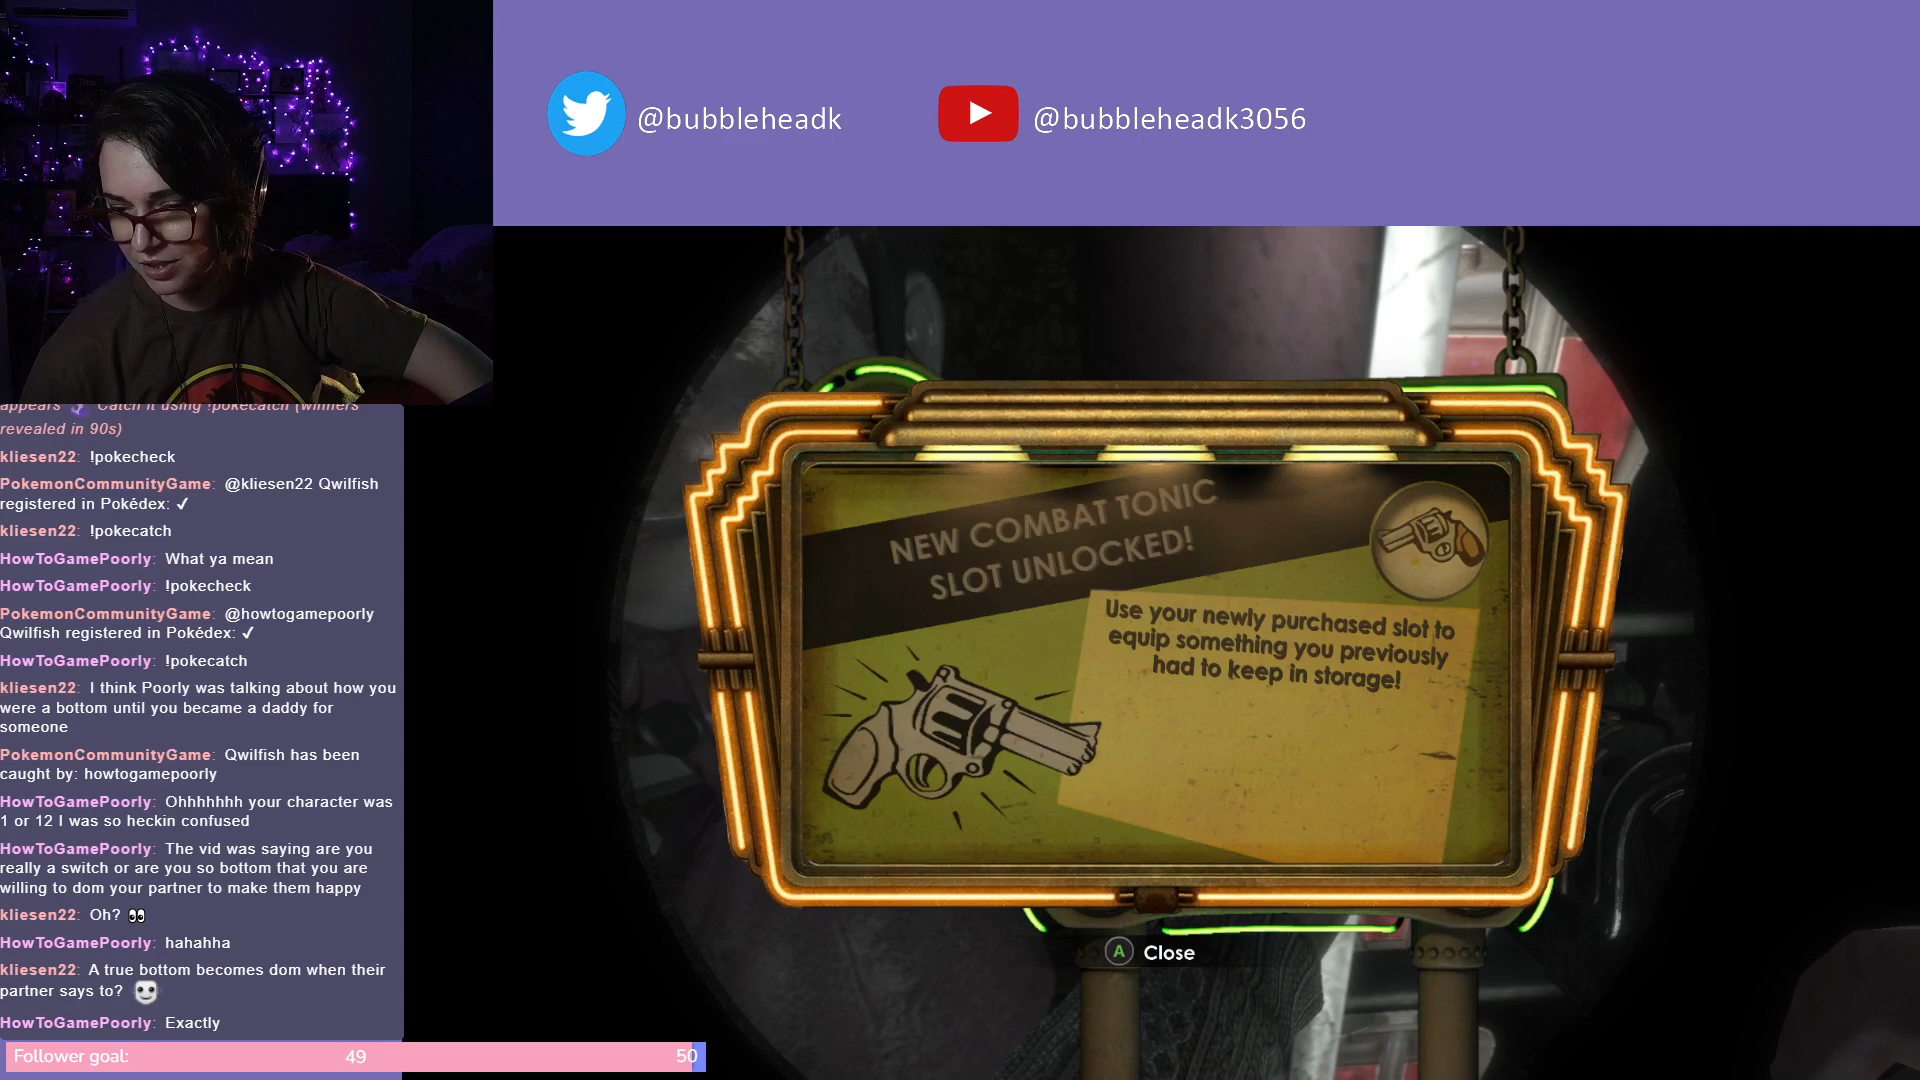 @bubbleheadk
@bubbleheadk3056
appears Catch it using !pokecatch (winners
revealed in 90s)
kliesen22: !pokecheck
PokemonCommunityGame: @kliesen22 Qwilfish
registered in Pokédex: ✓
kliesen22: !pokecatch
HowToGamePoorly: What ya mean
HowToGamePoorly: !pokecheck
PokemonCommunityGame: @howtogamepoorly
Qwilfish registered in Pokédex: ✓
HowToGamePoorly: !pokecatch
kliesen22: I think Poorly was talking about how you
were a bottom until you became a daddy for
someone
PokemonCommunityGame: Qwilfish has been
caught by: howtogamepoorly
HowToGamePoorly: Ohhhhhhh your character was
1 or 12 I was so heckin confused
HowToGamePoorly: The vid was saying are you
really a switch or are you so bottom that you are
willing to dom your partner to make them happy
kliesen22: Oh? 👀
HowToGamePoorly: hahahha
kliesen22: A true bottom becomes dom when their
partner says to?
HowToGamePoorly: Exactly
Follower goal: 49 50
NEW COMBAT TONIC
SLOT UNLOCKED!
Use your newly purchased slot to
equip something you previously
had to keep in storage!
A Close